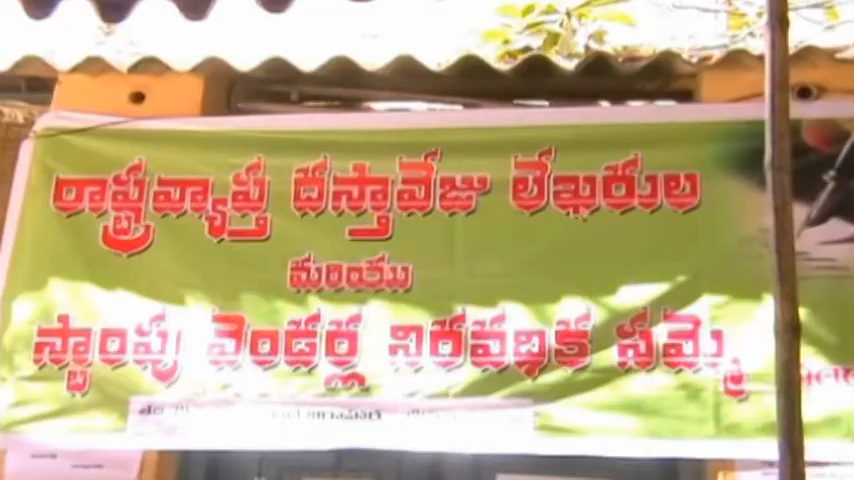 రాష్ట్రవ్యాప్త దస్తావేజు లేఖరుల
మరియు
స్టాంపు వెండర్ల నిరవధిక సమ్మె